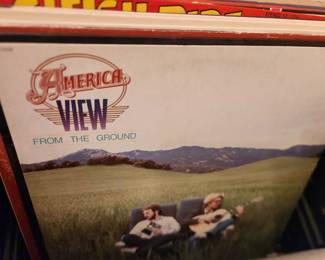 AMERICA
VIEW
FROM THE GROUND